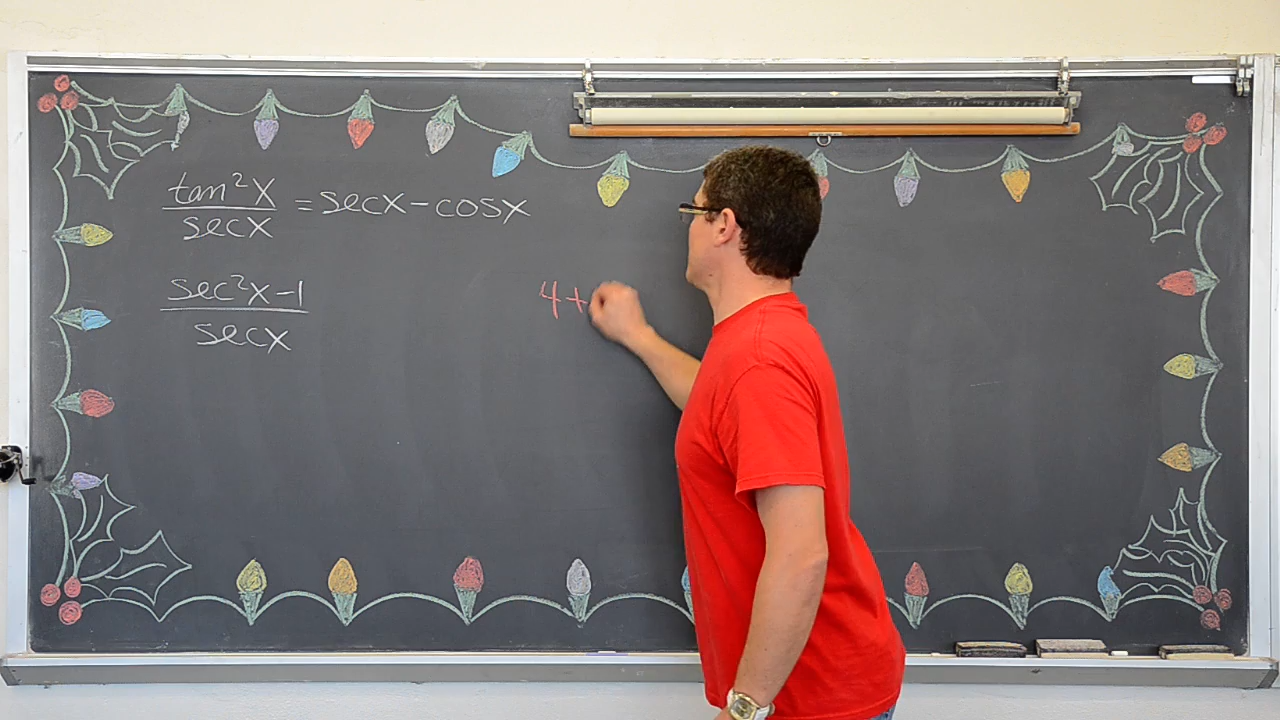 tan²x / secx = secx - cosx
sec²x - 1 / secx
4+